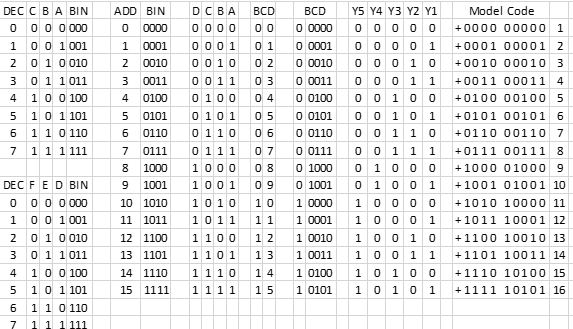 DEC C B A BIN ADD BIN D C B A BCD BCD Y5 Y4 Y3 Y2 Y1 Model Code
0 0 0 0 000 0 0000 0 0 0 0 0 0 0 0000 0 0 0 0 0 +0000 00000 1
1 0 0 1 001 1 0001 0 0 0 1 0 1 0 0001 0 0 0 0 1 +0001 00001 2
2 0 1 0 010 2 0010 0 0 1 0 0 2 0 0010 0 0 0 1 0 +0010 00010 3
3 0 1 1 011 3 0011 0 0 1 1 0 3 0 0011 0 0 0 1 1 +0011 00011 4
4 1 0 0 100 4 0100 0 1 0 0 0 4 0 0100 0 0 1 0 0 +0100 00100 5
5 1 0 1 101 5 0101 0 1 0 1 0 5 0 0101 0 0 1 0 1 +0101 00101 6
6 1 1 0 110 6 0110 0 1 1 0 0 6 0 0110 0 0 1 1 0 +0110 00110 7
7 1 1 1 111 7 0111 0 1 1 1 0 7 0 0111 0 0 1 1 1 +0111 00111 8
8 1000 1 0 0 0 0 8 0 1000 0 1 0 0 0 +1000 01000 9
DEC F E D BIN 9 1001 1 0 0 1 0 9 0 1001 0 1 0 0 1 +1001 01001 10
0 0 0 0 000 10 1010 1 0 1 0 1 0 1 0000 1 0 0 0 0 +1010 10000 11
1 0 0 1 001 11 1011 1 0 1 1 1 1 1 0001 1 0 0 0 1 +1011 10001 12
2 0 1 0 010 12 1100 1 1 0 0 1 2 1 0010 1 0 0 1 0 +1100 10010 13
3 0 1 1 011 13 1101 1 1 0 1 1 3 1 0011 1 0 0 1 1 +1101 10011 14
4 1 0 0 100 14 1110 1 1 1 0 1 4 1 0100 1 0 1 0 0 +1110 10100 15
5 1 0 1 101 15 1111 1 1 1 1 1 5 1 0101 1 0 1 0 1 +1111 10101 16
6 1 1 0 110
7 1 1 1 111